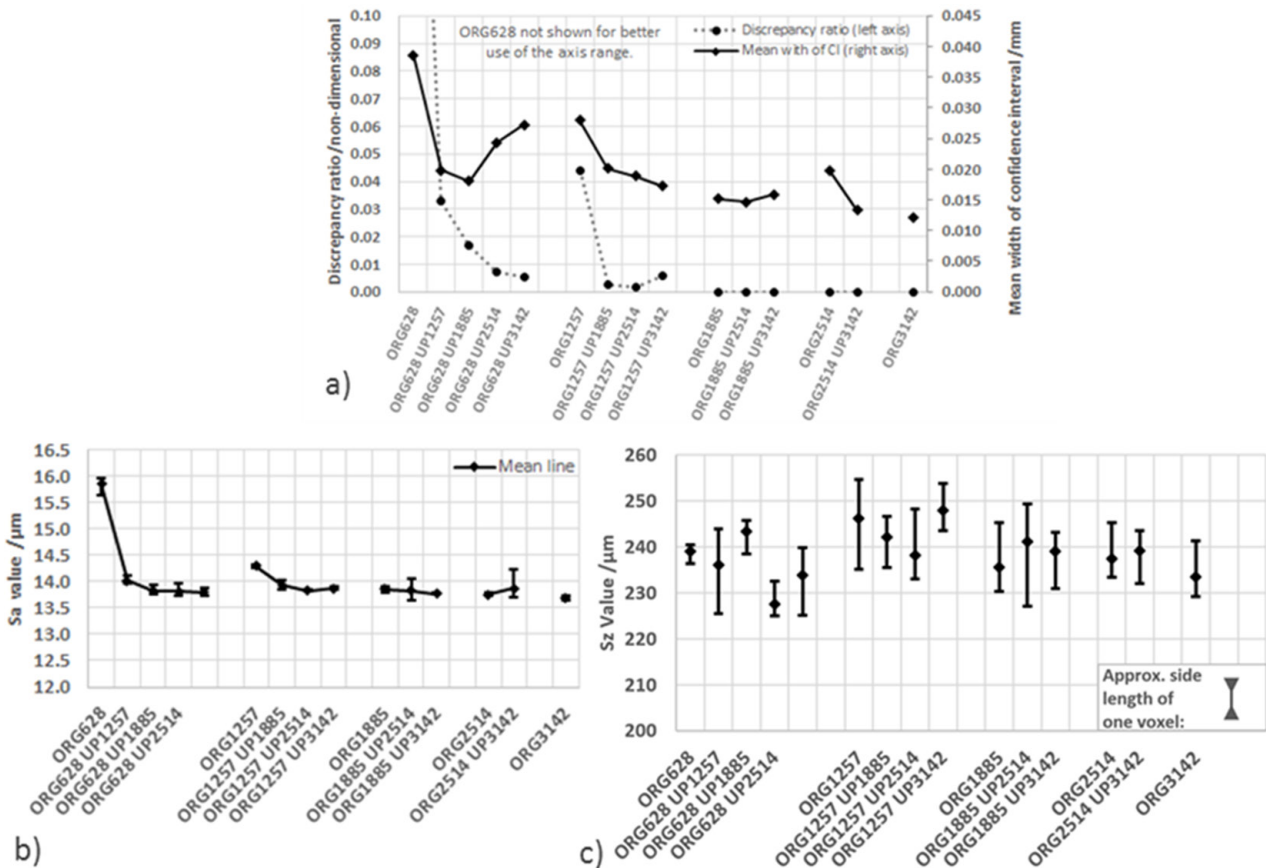 0.10
0.09
0.08
0.07
0.06
0.05
0.04
0.03
0.02
0.01
0.00
Discrepancy ratio/non-dimensional
ORG628 not shown for better
use of the axis range.
Discrepancy ratio (left axis)
Mean with of CI (right axis)
0.045
0.040
0.035
0.030
0.025
0.020
0.015
0.010
0.005
0.000
Mean width of confidence interval/mm
ORG628
ORG628 UP1257
ORG628 UP1885
ORG628 UP2514
ORG628 UP3142
ORG1257
ORG1257 UP1885
ORG1257 UP2514
ORG1257 UP3142
ORG1885
ORG1885 UP2514
ORG1885 UP3142
ORG2514
ORG2514 UP3142
ORG3142
a)
16.5
16.0
15.5
15.0
14.5
14.0
13.5
13.0
12.5
12.0
Sa value /µm
Mean line
ORG628
ORG628 UP1257
ORG628 UP1885
ORG628 UP2514
ORG1257
ORG1257 UP1885
ORG1257 UP2514
ORG1257 UP3142
ORG1885
ORG1885 UP2514
ORG1885 UP3142
ORG2514
ORG2514 UP3142
ORG3142
b)
260
250
240
230
220
210
200
Sz Value /µm
Approx. side
length of
one voxel:
ORG628
ORG628 UP1257
ORG628 UP1885
ORG628 UP2514
ORG1257
ORG1257 UP1885
ORG1257 UP2514
ORG1257 UP3142
ORG1885
ORG1885 UP2514
ORG1885 UP3142
ORG2514
ORG2514 UP3142
ORG3142
c)